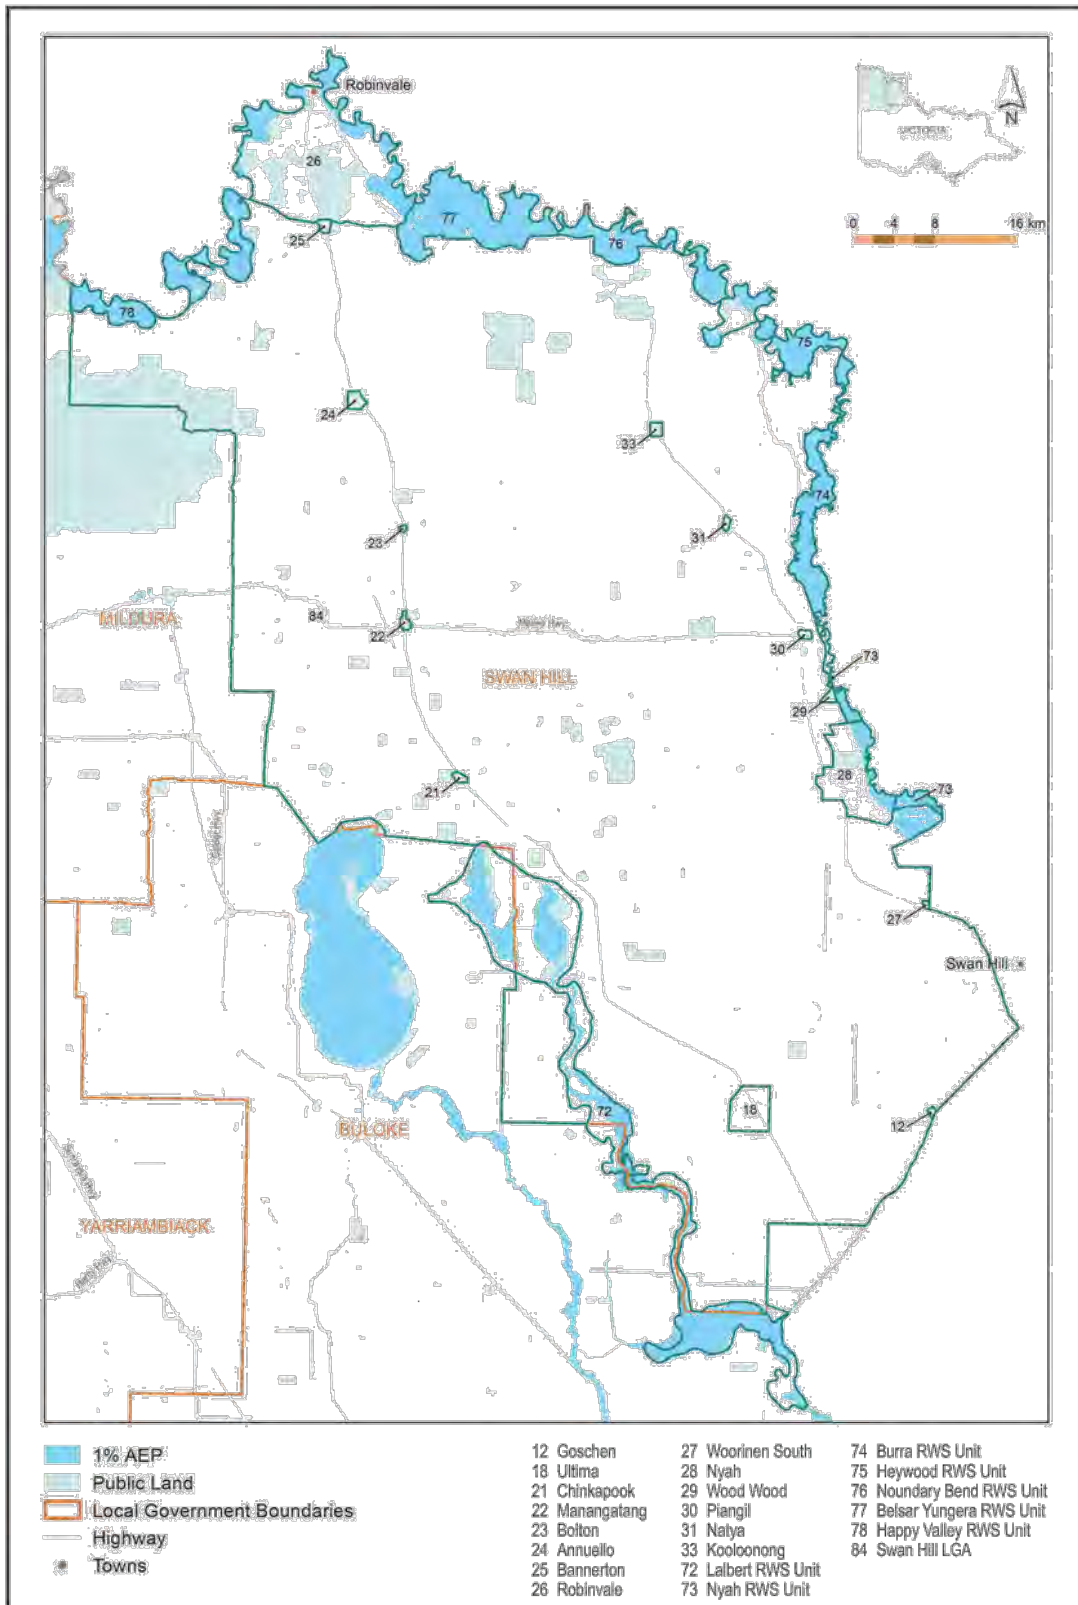 Robinvale
VICTORIA
N
0 4 8 16 km
26
77
25
76
78
75
24
33
74
23
31
MILDURA
84
22
30
73
SWAN HILL
29
28
21
73
27
Swan Hill
72
18
12
BULOKE
YARRIAMBIACK
1% AEP
Public Land
Local Government Boundaries
Highway
Towns
12 Goschen
18 Ultima
21 Chinkapook
22 Manangatang
23 Bolton
24 Annuello
25 Bannerton
26 Robinvale
27 Woorinen South
28 Nyah
29 Wood Wood
30 Piangil
31 Natya
33 Kooloonong
72 Lalbert RWS Unit
73 Nyah RWS Unit
74 Burra RWS Unit
75 Heywood RWS Unit
76 Noundary Bend RWS Unit
77 Belsar Yungera RWS Unit
78 Happy Valley RWS Unit
84 Swan Hill LGA